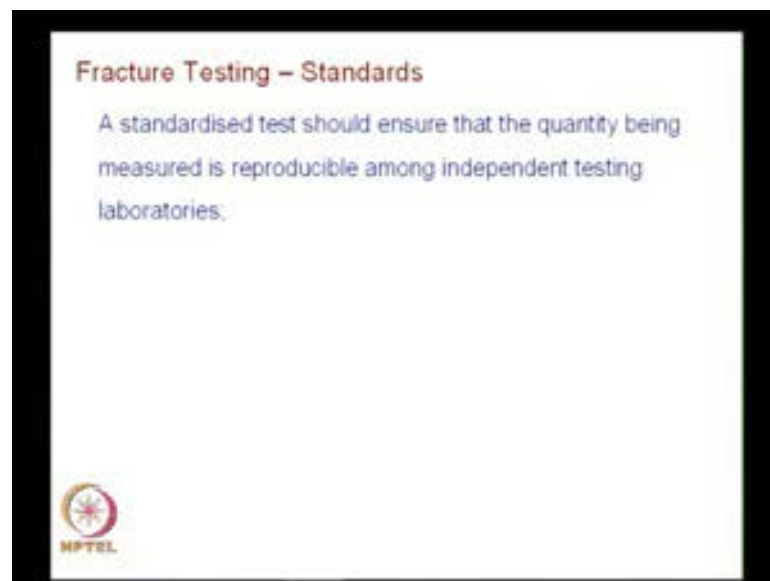 Fracture Testing – Standards
A standardised test should ensure that the quantity being
measured is reproducible among independent testing
laboratories;
NPTEL